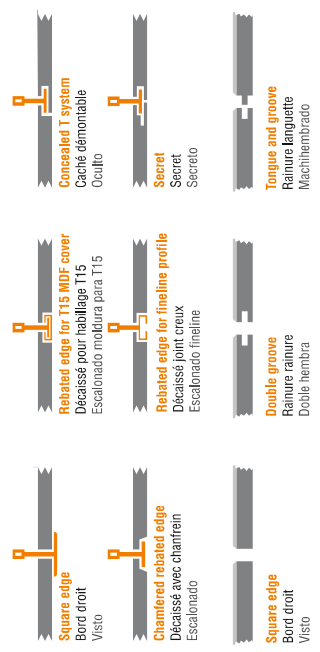 Square edge
Bord droit
Visto
Rebated edge for T15 MDF cover
Décaissé pour habillage T15
Escalonado moldura para T15
Concealed T system
Caché démontable
Oculto
Chamfered rebated edge
Décaissé avec chanfrein
Escalonado
Rebated edge for fineline profile
Décaissé joint creux
Escalonado fineline
Secret
Secret
Secreto
Square edge
Bord droit
Visto
Double groove
Rainure rainure
Doble hembra
Tongue and groove
Rainure languette
Machihembrado